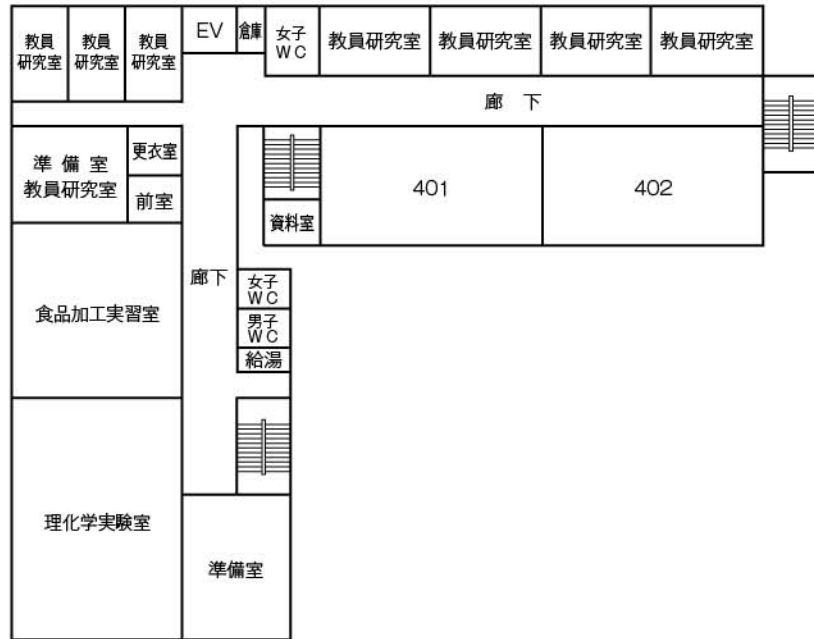 教員
研究室
教員
研究室
教員
研究室
EV
倉庫
女子
WC
教員研究室
教員研究室
教員研究室
教員研究室
廊 下
準 備 室
教員研究室
更衣室
前室
401
402
資料室
廊下
食品加工実習室
女子
WC
男子
WC
給湯
理化学実験室
準備室